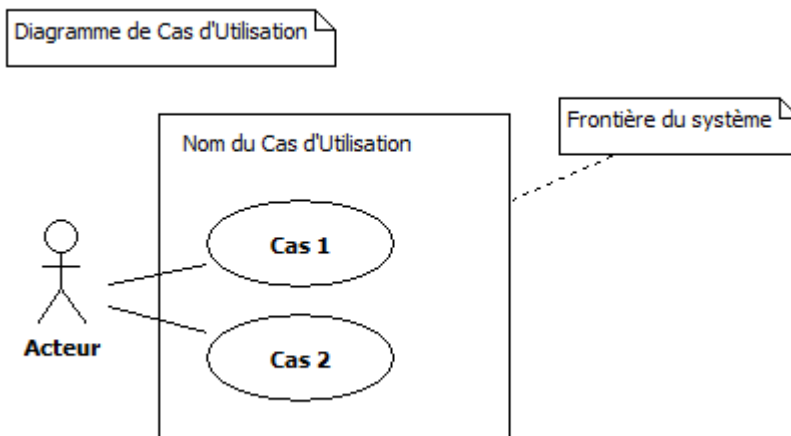 Diagramme de Cas d'Utilisation
Frontière du système
Nom du Cas d'Utilisation
Cas 1
Acteur
Cas 2